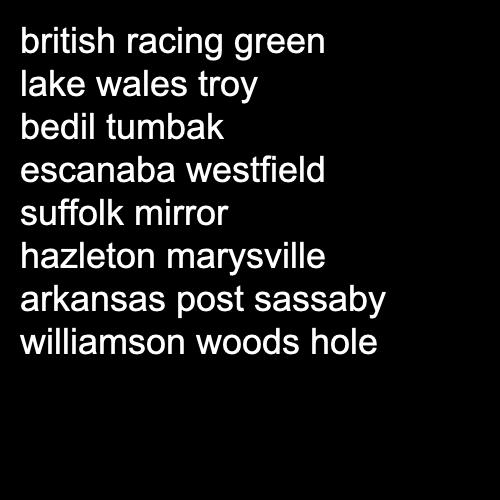 british racing green
lake wales troy
bedil tumbak
escanaba westfield
suffolk mirror
hazleton marysville
arkansas post sassaby
williamson woods hole